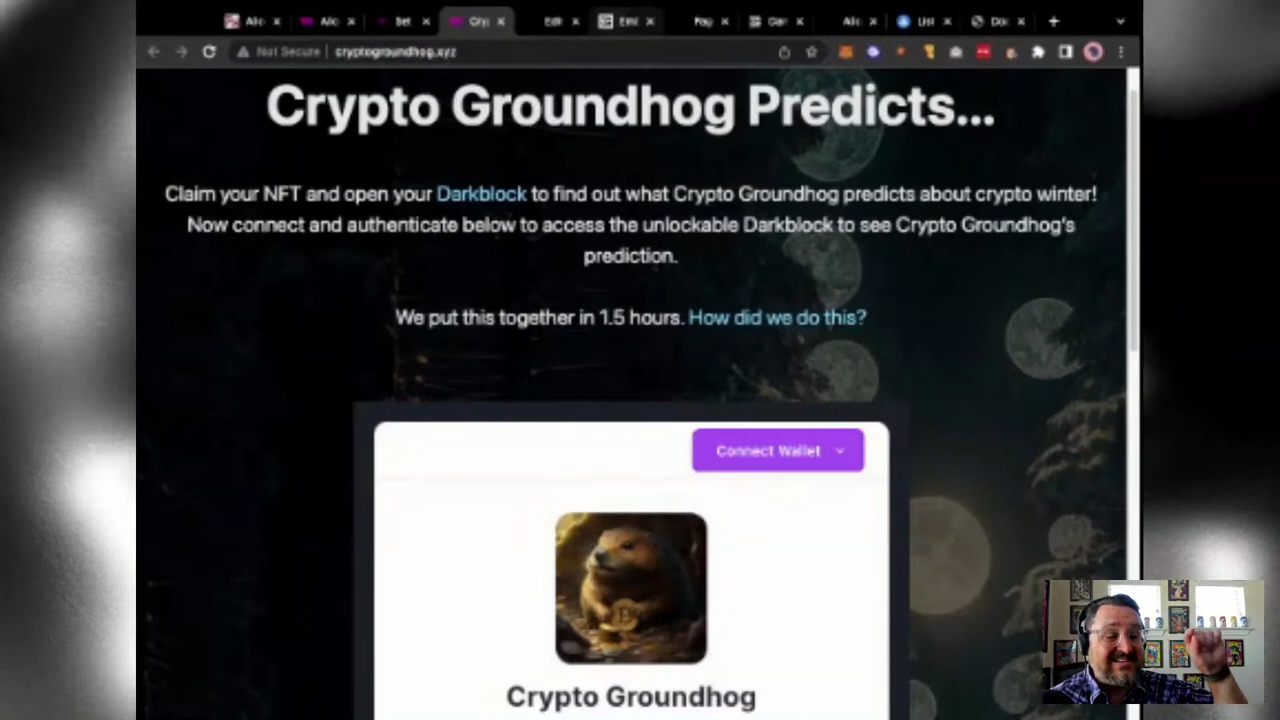 Not Secure | cryptogroundhog.xyz
Crypto Groundhog Predicts...
Claim your NFT and open your Darkblock to find out what Crypto Groundhog predicts about crypto winter!
Now connect and authenticate below to access the unlockable Darkblock to see Crypto Groundhog's
prediction.
We put this together in 1.5 hours. How did we do this?
Connect Wallet
Crypto Groundhog